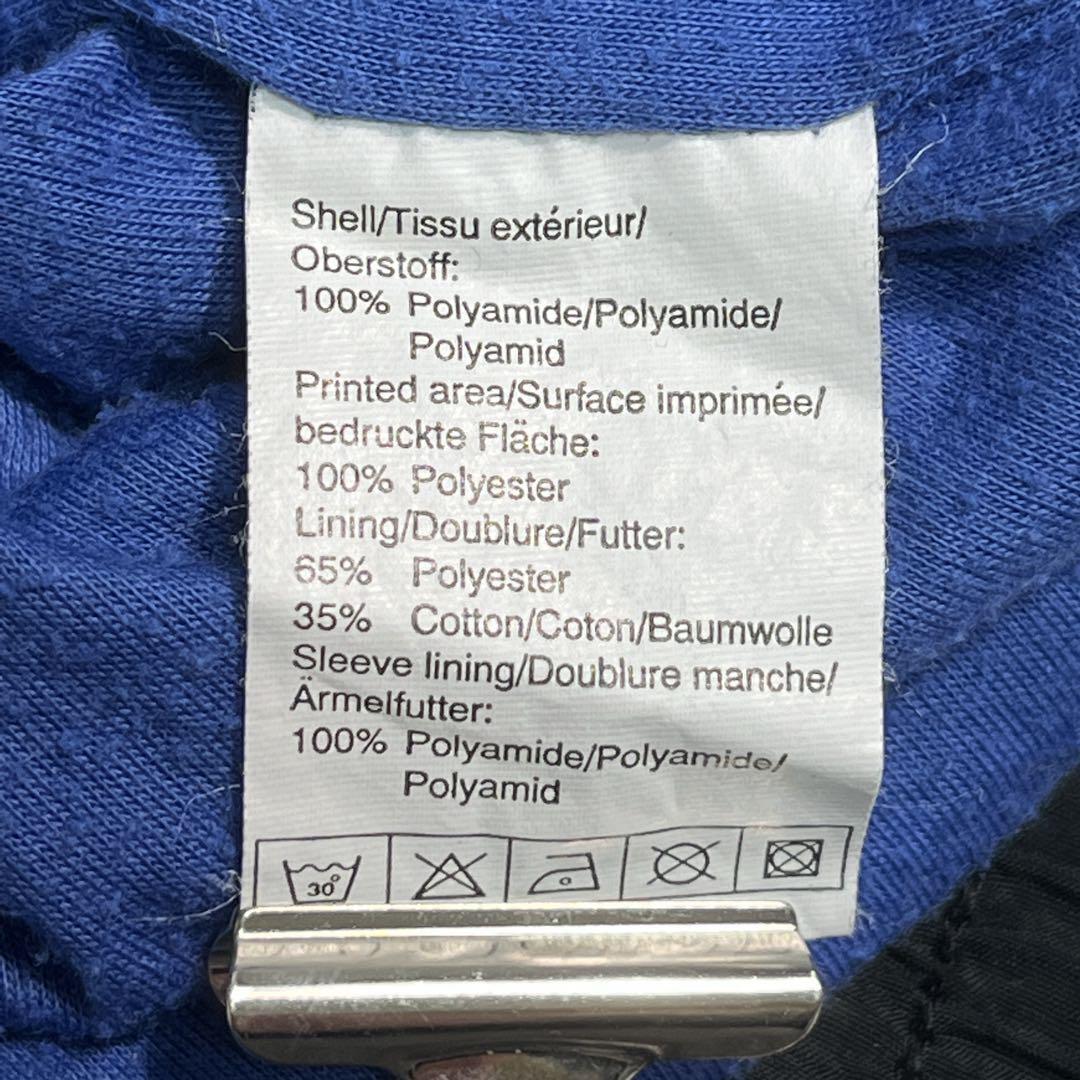 Shell/Tissu extérieur/
Oberstoff:
100% Polyamide/Polyamide/
Polyamid
Printed area/Surface imprimée/
bedruckte Fläche:
100% Polyester
Lining/Doublure/Futter:
65% Polyester
35% Cotton/Coton/Baumwolle
Sleeve lining/Doublure manche/
Ärmelfutter:
100% Polyamide/Polyamide/
Polyamid
30°